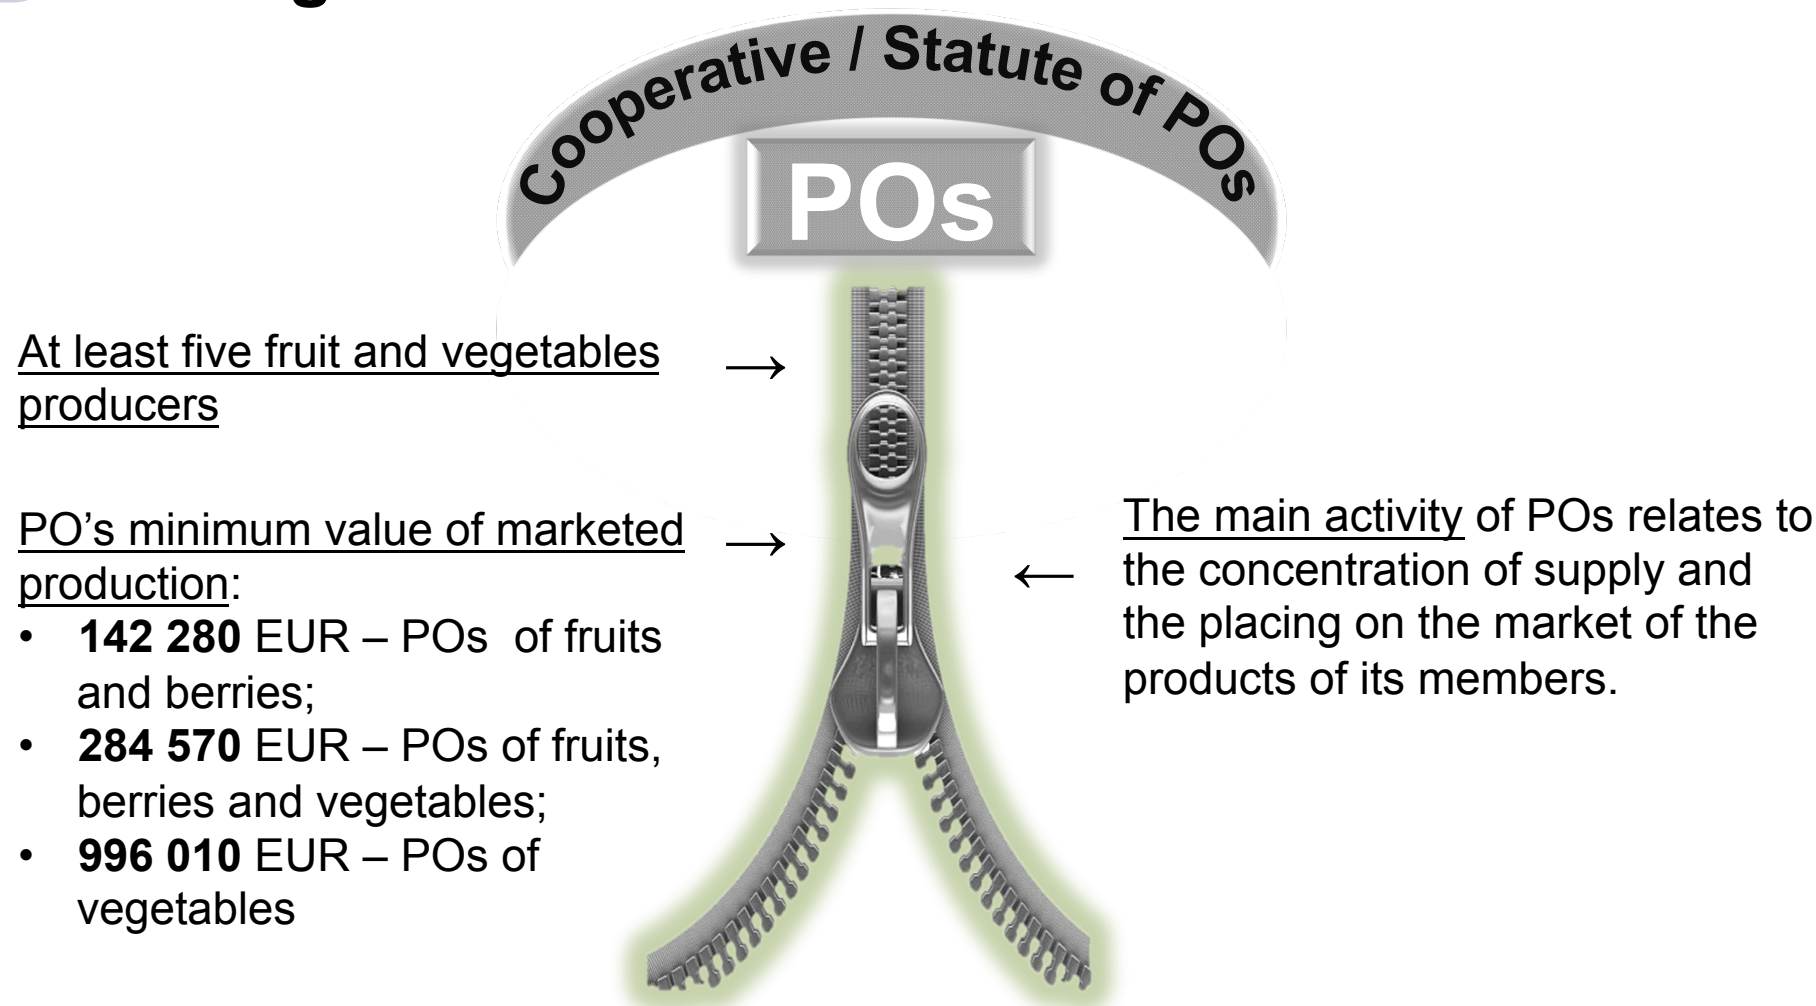 Cooperative / Statute of POs
POs
At least five fruit and vegetables
producers
→
PO’s minimum value of marketed
production:
→
• 142 280 EUR – POs of fruits
and berries;
• 284 570 EUR – POs of fruits,
berries and vegetables;
• 996 010 EUR – POs of
vegetables
←
The main activity of POs relates to
the concentration of supply and
the placing on the market of the
products of its members.